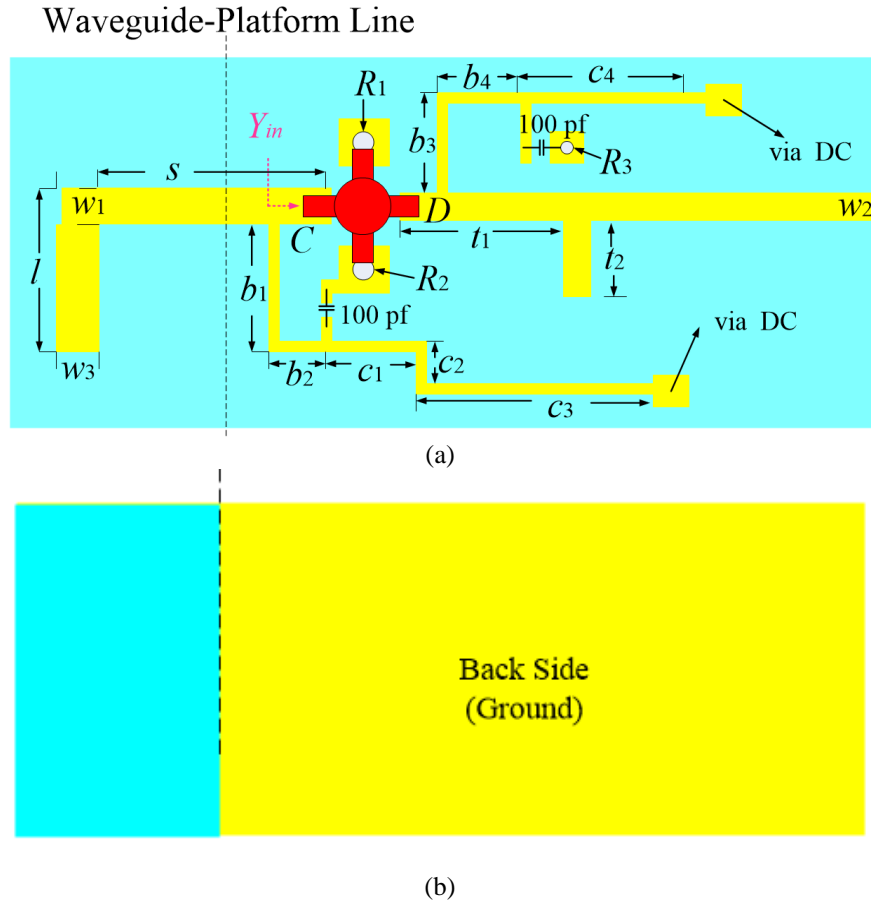 Waveguide-Platform Line
b4
c4
R1
Yin
b3
100 pf
R3
via DC
s
w1
C
D
w2
t1
t2
l
b1
R2
100 pf
via DC
w3
b2
c1
c2
c3
(a)
Back Side
(Ground)
(b)